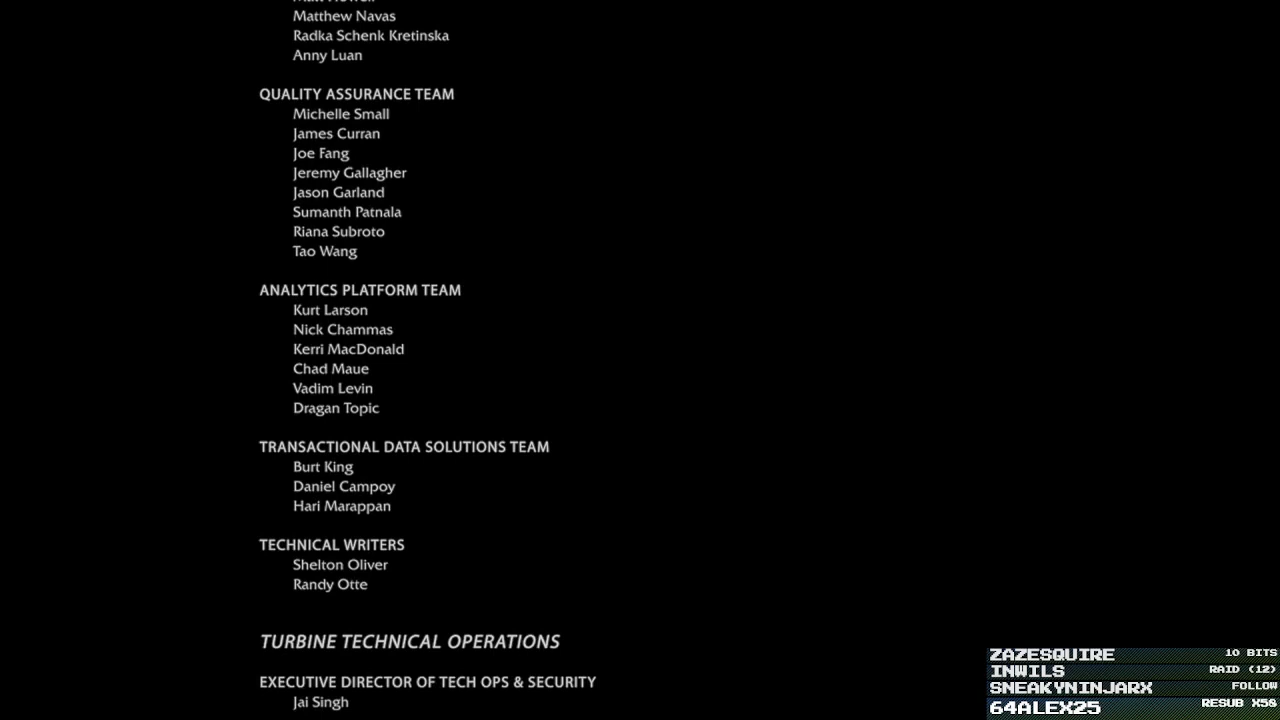 Matthew Navas
Radka Schenk Kretinska
Anny Luan
QUALITY ASSURANCE TEAM
Michelle Small
James Curran
Joe Fang
Jeremy Gallagher
Jason Garland
Sumanth Patnala
Riana Subroto
Tao Wang
ANALYTICS PLATFORM TEAM
Kurt Larson
Nick Chammas
Kerri MacDonald
Chad Maue
Vadim Levin
Dragan Topic
TRANSACTIONAL DATA SOLUTIONS TEAM
Burt King
Daniel Campoy
Hari Marappan
TECHNICAL WRITERS
Shelton Oliver
Randy Otte
TURBINE TECHNICAL OPERATIONS
EXECUTIVE DIRECTOR OF TECH OPS & SECURITY
Jai Singh
ZAZESQUIRE 10 BITS
INWILS RAID (12)
SNEAKYNINJARX FOLLOW
64ALEX25 RESUB X50